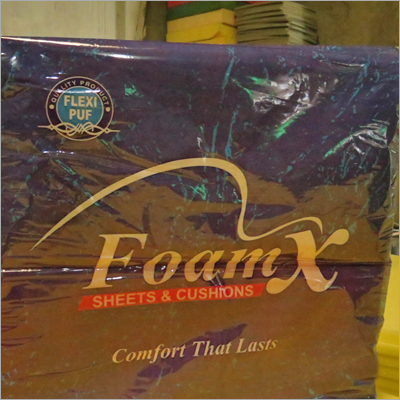 QUALITY PRODUCT
FLEXI
PUF
FoamX
SHEETS & CUSHIONS
Comfort That Lasts